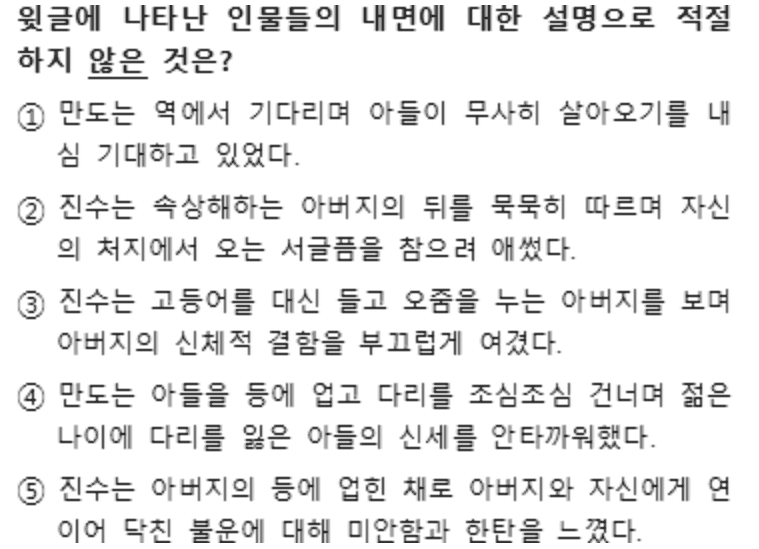 윗글에 나타난 인물들의 내면에 대한 설명으로 적절
하지 않은 것은?
① 만도는 역에서 기다리며 아들이 무사히 살아오기를 내
심 기대하고 있었다.
② 진수는 속상해하는 아버지의 뒤를 묵묵히 따르며 자신
의 처지에서 오는 서글픔을 참으려 애썼다.
③ 진수는 고등어를 대신 들고 오줌을 누는 아버지를 보며
아버지의 신체적 결함을 부끄럽게 여겼다.
④ 만도는 아들을 등에 업고 다리를 조심조심 건너며 젊은
나이에 다리를 잃은 아들의 신세를 안타까워했다.
⑤ 진수는 아버지의 등에 업힌 채로 아버지와 자신에게 연
이어 닥친 불운에 대해 미안함과 한탄을 느꼈다.